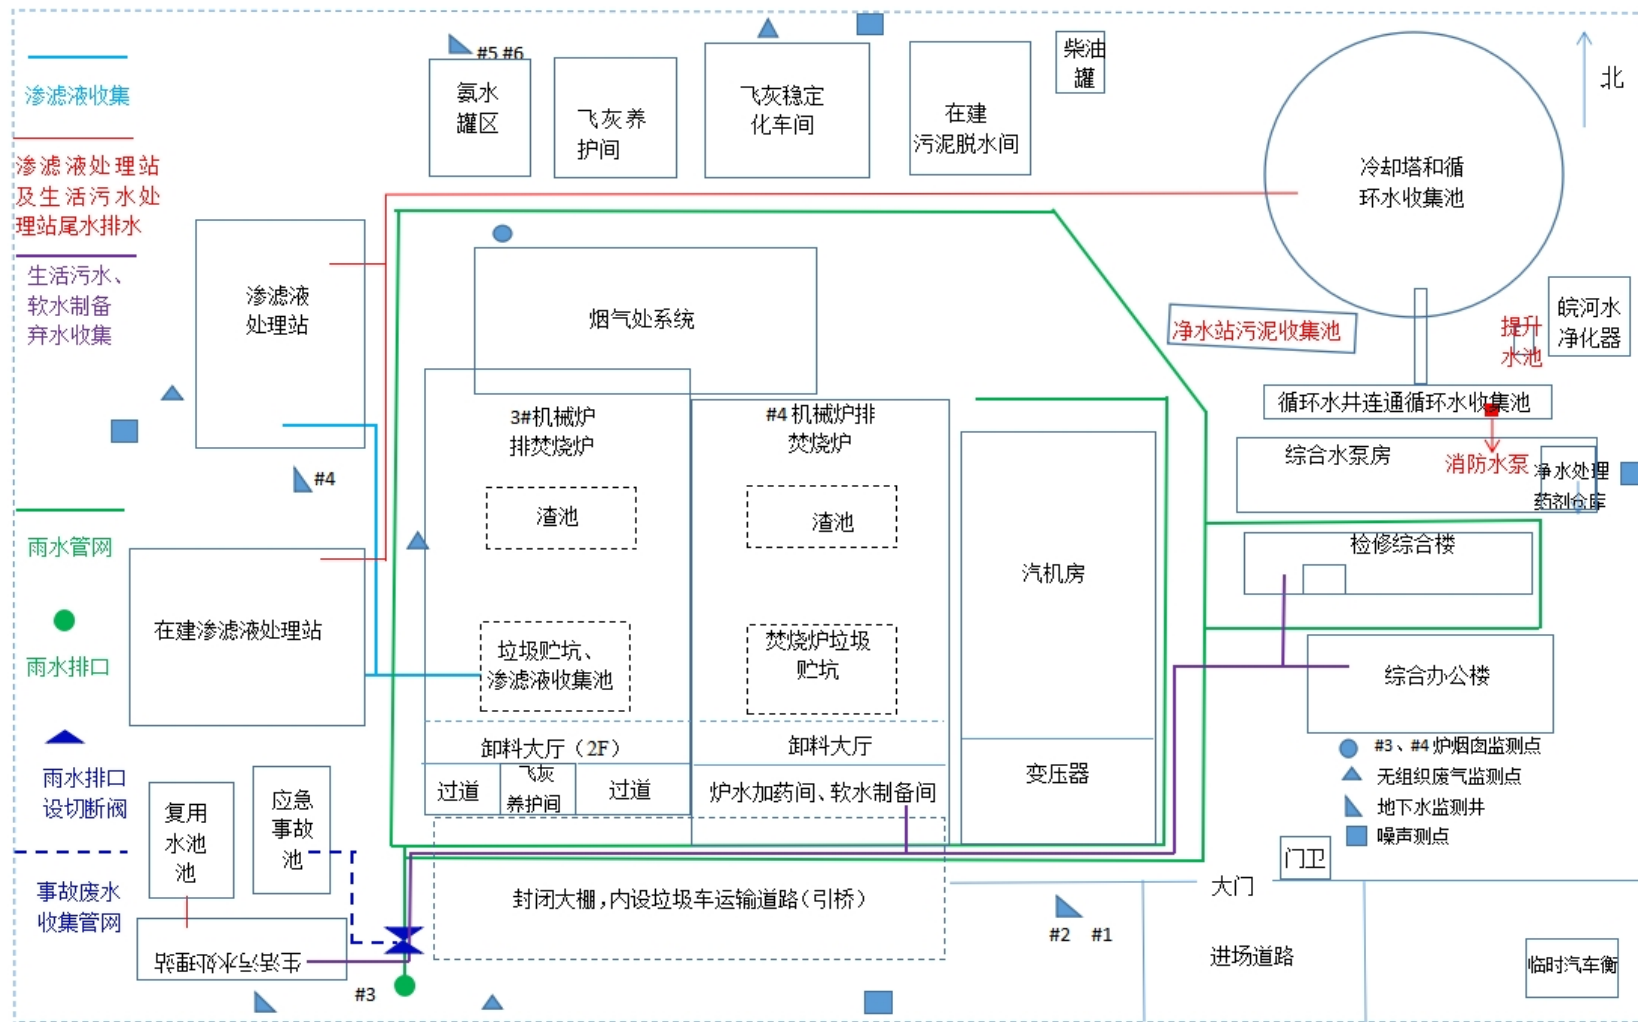 渗滤液收集
渗滤液处理站
及生活污水处
理站尾水排水
生活污水、
软水制备
弃水收集
雨水管网
雨水排口
雨水排口
设切断阀
事故废水
收集管网
#5 #6
氨水
罐区
飞灰养
护间
飞灰稳定
化车间
在建
污泥脱水间
柴油
罐
冷却塔和循
环水收集池
北
渗滤液
处理站
烟气处系统
净水站污泥收集池
提升
水池
皖河水
净化器
循环水井连通循环水收集池
综合水泵房
消防水泵
净水处理
药剂仓库
#4
3#机械炉
排焚烧炉
#4 机械炉排
焚烧炉
渣池
渣池
汽机房
检修综合楼
在建渗滤液处理站
垃圾贮坑、
渗滤液收集池
焚烧炉垃圾
贮坑
综合办公楼
卸料大厅（2F）
卸料大厅
变压器
过道
飞灰
养护间
过道
炉水加药间、软水制备间
#3、#4 炉烟囱监测点
无组织废气监测点
地下水监测井
噪声测点
复用
水池
池
应急
事故
池
封闭大棚，内设垃圾车运输道路（引桥）
门卫
大门
#2 #1
进场道路
临时汽车衡
生活污水处理站
#3